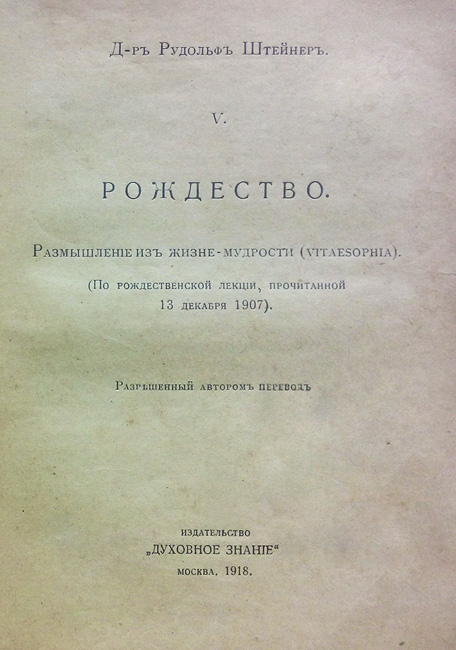 Д-ръ Рудольфъ Штейнеръ.
V.
РОЖДЕСТВО.
Размышленіе изъ жизне-мудрости (vitaesophia).
(По рождественской лекціи, прочитанной
13 декабря 1907).
Разрѣшенный авторомъ переводъ
ИЗДАТЕЛЬСТВО
„ДУХОВНОЕ ЗНАНІЕ“
МОСКВА, 1918.